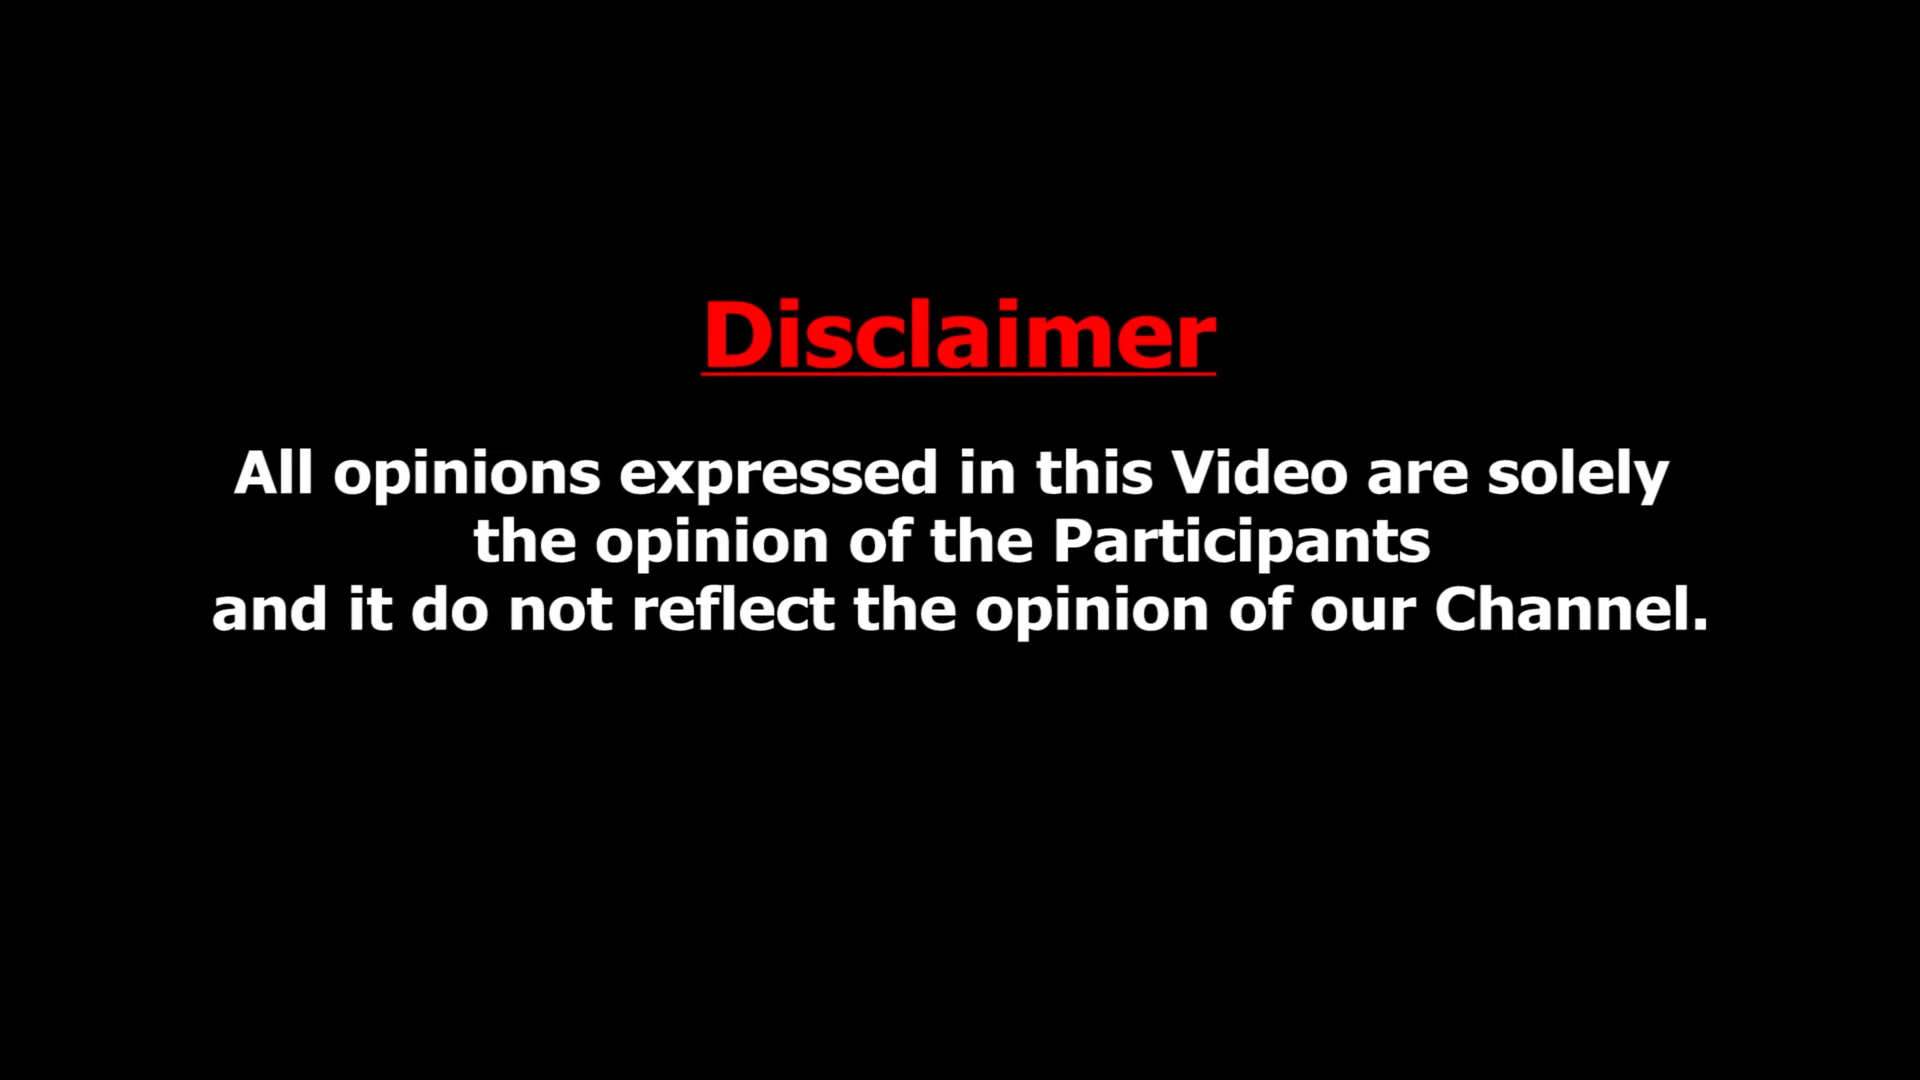 Disclaimer
All opinions expressed in this Video are solely
the opinion of the Participants
and it do not reflect the opinion of our Channel.